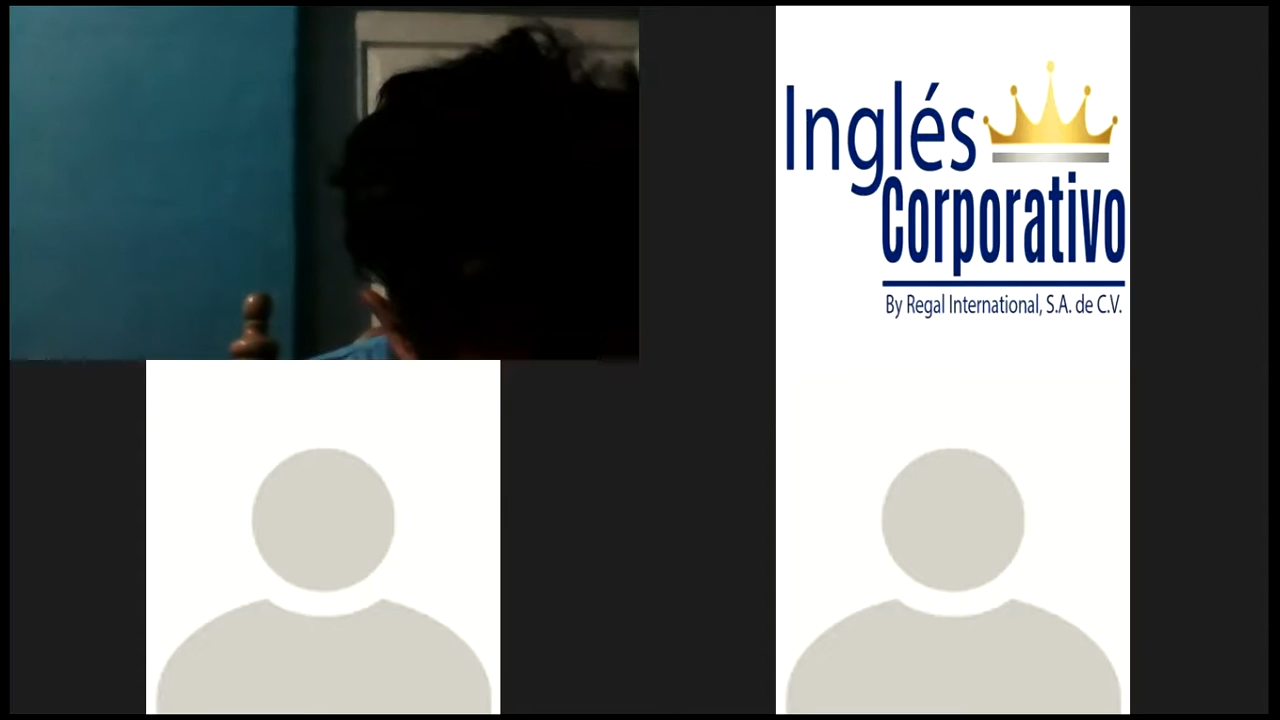 Inglés
Corporativo
By Regal International, S.A. de C.V.